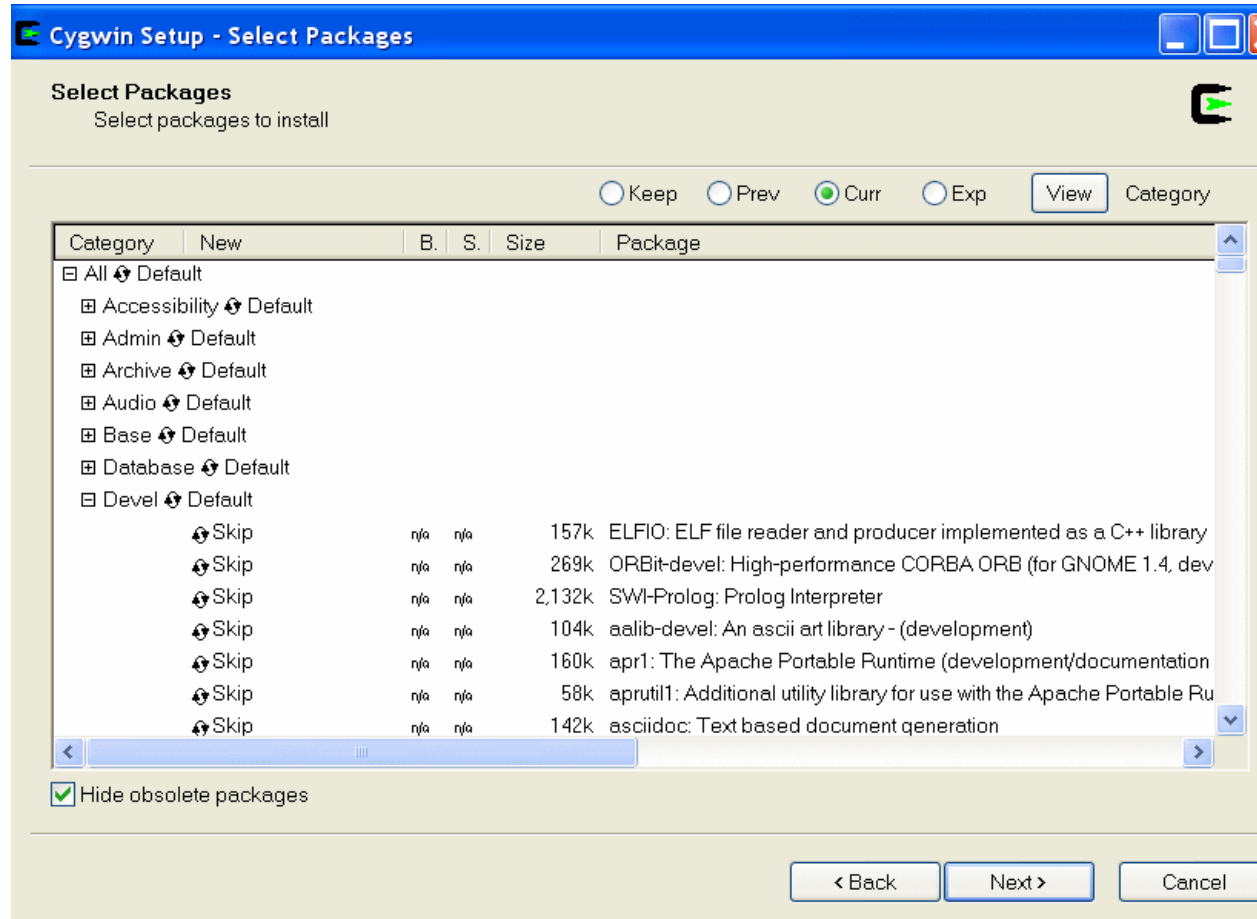 Cygwin Setup - Select Packages
Select Packages
Select packages to install
Keep Prev Curr Exp View Category
Category New B. S. Size Package
All Default
Accessibility Default
Admin Default
Archive Default
Audio Default
Base Default
Database Default
Devel Default
Skip n/a n/a 157k ELFIO: ELF file reader and producer implemented as a C++ library
Skip n/a n/a 269k ORBit-devel: High-performance CORBA ORB (for GNOME 1.4, dev
Skip n/a n/a 2,132k SWI-Prolog: Prolog Interpreter
Skip n/a n/a 104k aalib-devel: An ascii art library - (development)
Skip n/a n/a 160k apr1: The Apache Portable Runtime (development/documentation
Skip n/a n/a 58k aprutil1: Additional utility library for use with the Apache Portable Ru
Skip n/a n/a 142k asciidoc: Text based document generation
Hide obsolete packages
< Back Next > Cancel